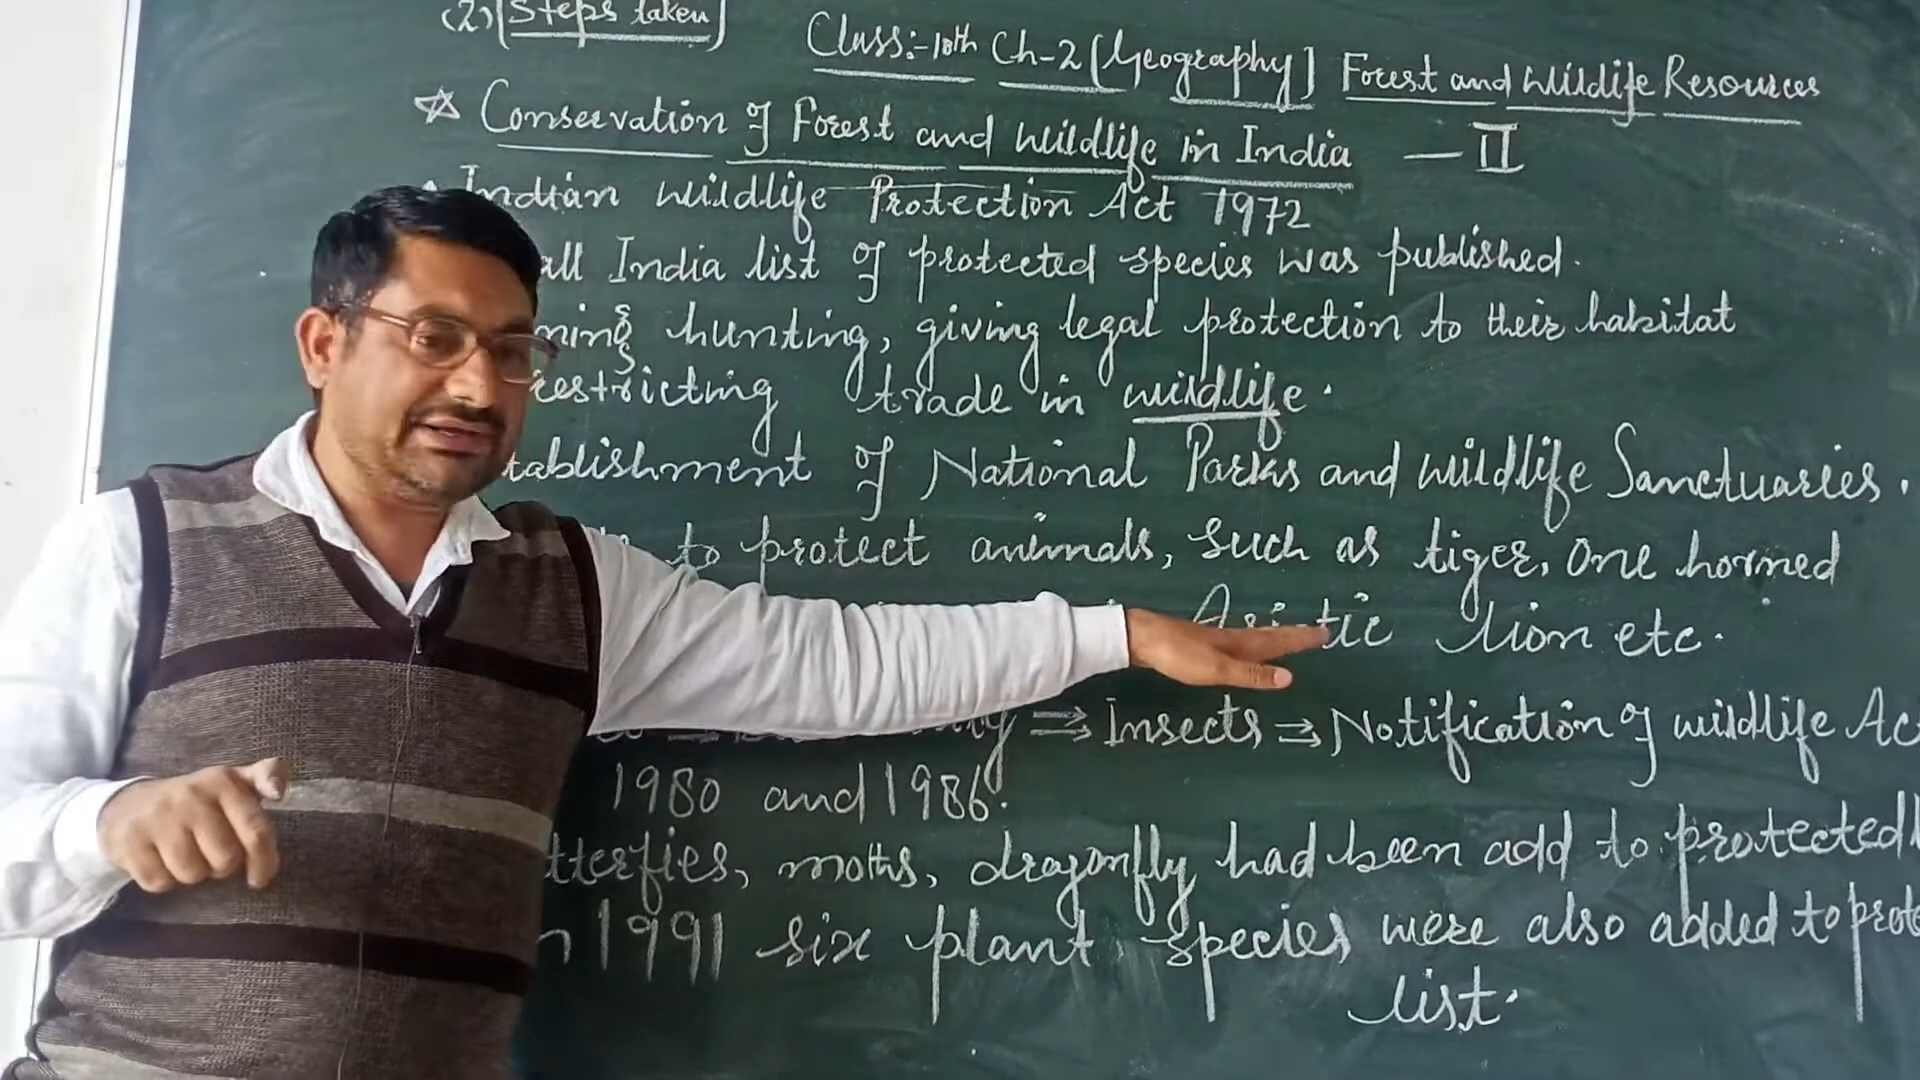 (2) [Steps taken]
Class:-10th Ch-2 [Geography] Forest and Wildlife Resources
☆ Conservation of Forest and Wildlife in India — II
Indian Wildlife Protection Act 1972
all India list of protected species was published.
hunting, giving legal protection to their habitat
restricting trade in wildlife.
tablishment of National Parks and Wildlife Sanctuaries.
to protect animals, such as tiger, One horned
lion etc.
⇒ Insects ⇒ Notification of wildlife Ac
1980 and 1986.
tterflies, moths, dragonfly had been add to protected
1991 six plant species were also added to prote
list.